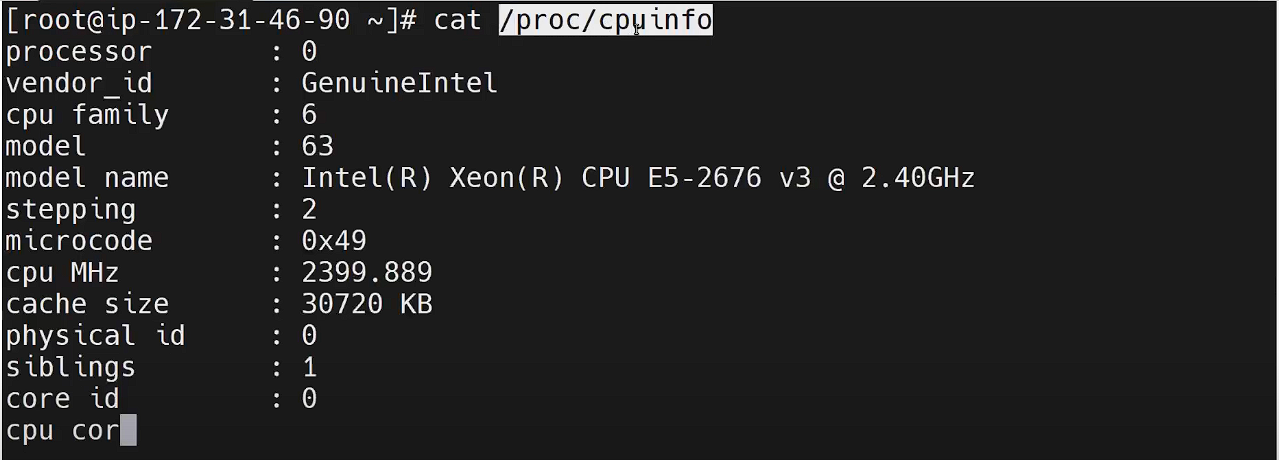 [root@ip-172-31-46-90 ~]# cat /proc/cpuinfo
processor : 0
vendor_id : GenuineIntel
cpu family : 6
model : 63
model name : Intel(R) Xeon(R) CPU E5-2676 v3 @ 2.40GHz
stepping : 2
microcode : 0x49
cpu MHz : 2399.889
cache size : 30720 KB
physical id : 0
siblings : 1
core id : 0
cpu cor